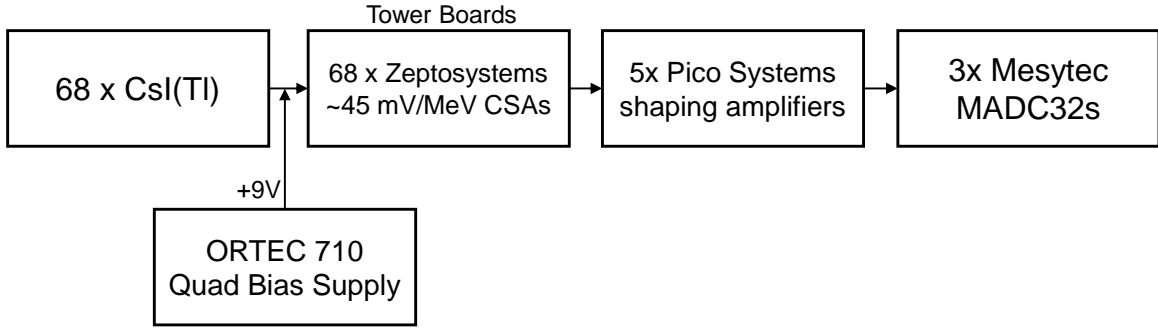 Tower Boards
68 x CsI(Tl)
68 x Zeptosystems
~45 mV/MeV CSAs
5x Pico Systems
shaping amplifiers
3x Mesytec
MADC32s
+9V
ORTEC 710
Quad Bias Supply